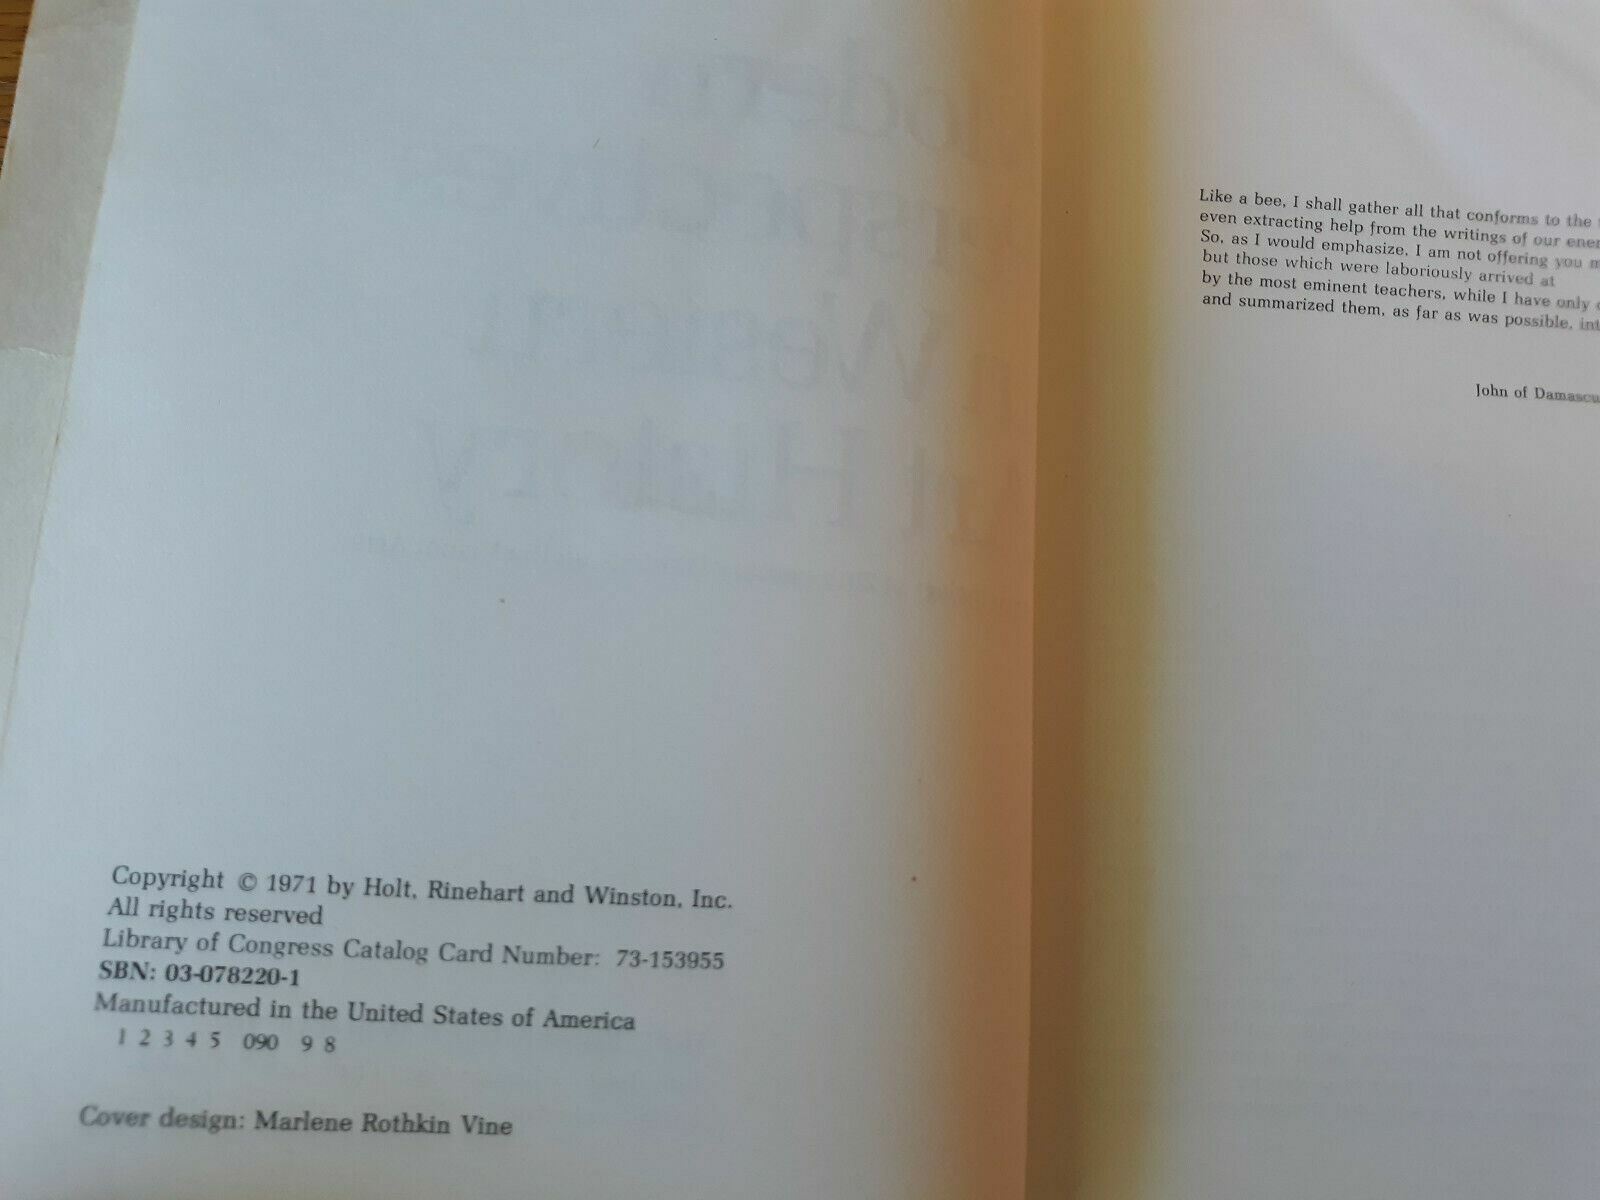 Copyright © 1971 by Holt, Rinehart and Winston, Inc.
All rights reserved
Library of Congress Catalog Card Number: 73-153955
SBN: 03-078220-1
Manufactured in the United States of America
1 2 3 4 5 090 9 8
Cover design: Marlene Rothkin Vine
Like a bee, I shall gather all that conforms to the
even extracting help from the writings of our
So, as I would emphasize, I am not offering you
but those which were laboriously arrived at
by the most eminent teachers, while I have only
and summarized them, as far as was possible,
John of